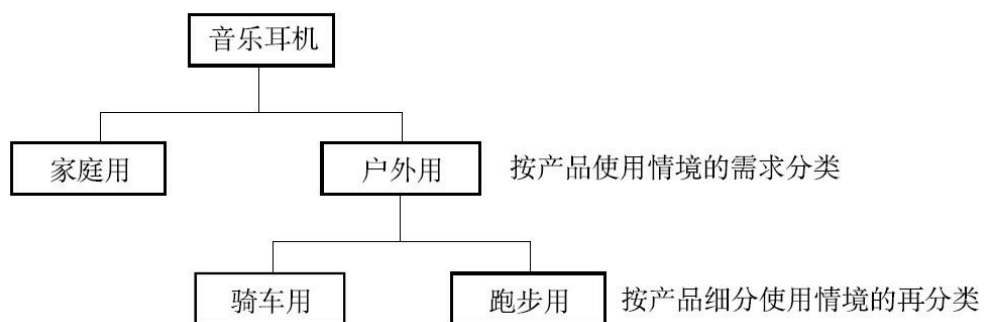 音乐耳机
家庭用
户外用
按产品使用情境的需求分类
骑车用
跑步用
按产品细分使用情境的再分类